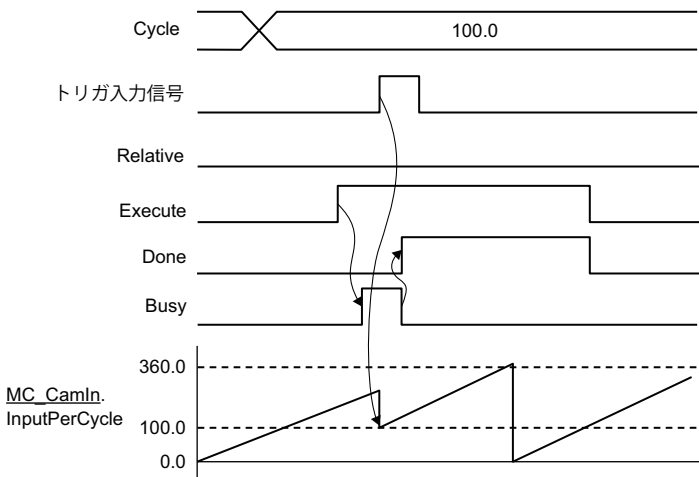 Cycle
100.0
トリガ入力信号
Relative
Execute
Done
Busy
360.0
MC_CamIn.
InputPerCycle
100.0
0.0